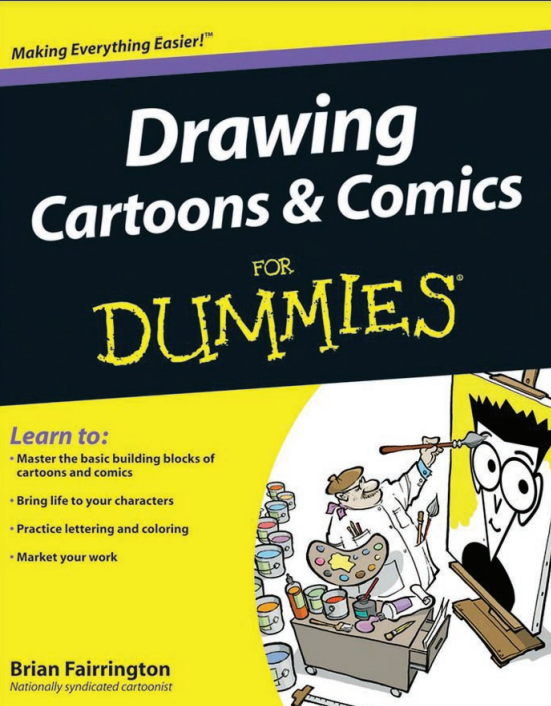 Making Everything Easier!™
Drawing
Cartoons & Comics
FOR
DUMMIES®
Learn to:
• Master the basic building blocks of
cartoons and comics
• Bring life to your characters
• Practice lettering and coloring
• Market your work
Brian Fairrington
Nationally syndicated cartoonist